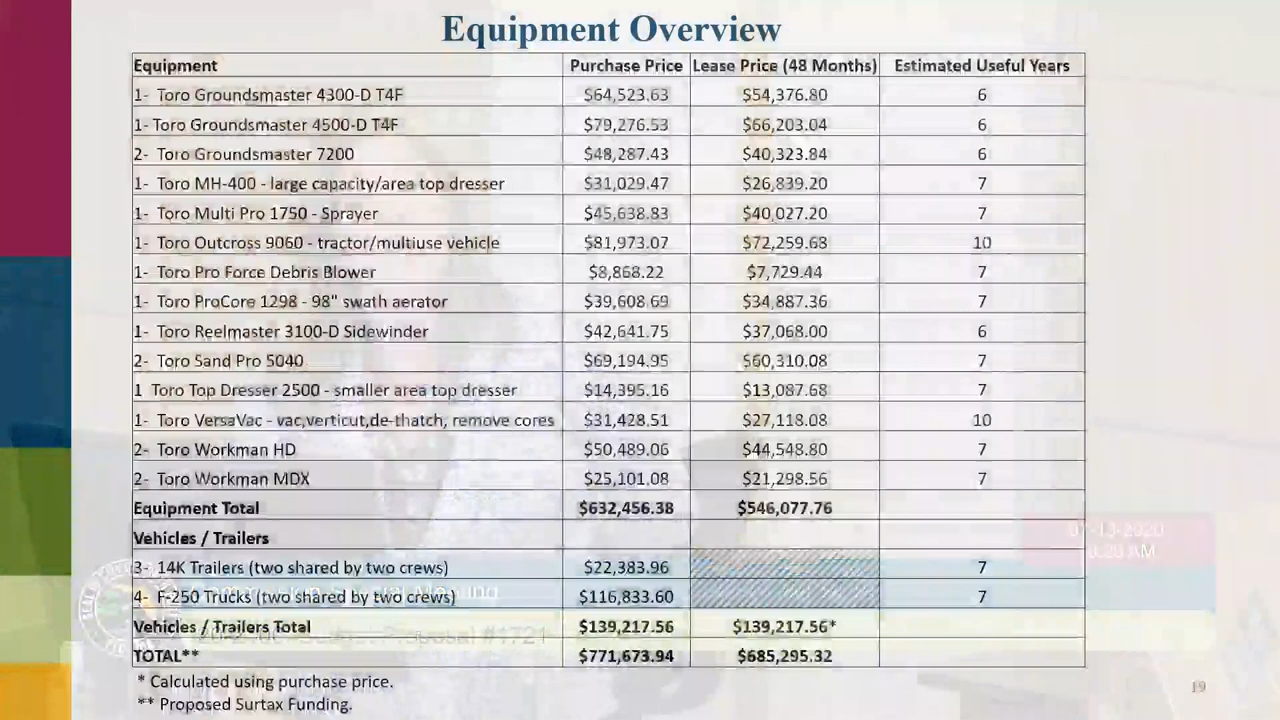 Equipment Overview
Equipment Purchase Price Lease Price (48 Months) Estimated Useful Years
1- Toro Groundsmaster 4300-D T4F $64,523.63 $54,376.80 6
1- Toro Groundsmaster 4500-D T4F $79,276.53 $66,203.04 6
2- Toro Groundsmaster 7200 $48,287.43 $40,323.84 6
1- Toro MH-400 - large capacity/area top dresser $31,029.47 $26,839.20 7
1- Toro Multi Pro 1750 - Sprayer $45,638.83 $40,027.20 7
1- Toro Outcross 9060 - tractor/multiuse vehicle $81,973.07 $72,259.68 10
1- Toro Pro Force Debris Blower $8,868.22 $7,729.44 7
1- Toro ProCore 1298 - 98" swath aerator $39,608.69 $34,887.36 7
1- Toro Reelmaster 3100-D Sidewinder $42,641.75 $37,068.00 6
2- Toro Sand Pro 5040 $69,194.95 $60,310.08 7
1 Toro Top Dresser 2500 - smaller area top dresser $14,395.16 $13,087.68 7
1- Toro VersaVac - vac,verticut,de-thatch, remove cores $31,428.51 $27,118.08 10
2- Toro Workman HD $50,489.06 $44,548.80 7
2- Toro Workman MDX $25,101.08 $21,298.56 7
Equipment Total $632,456.38 $546,077.76
Vehicles / Trailers
3- 14K Trailers (two shared by two crews) $22,383.96 7
4- F-250 Trucks (two shared by two crews) $116,833.60 7
Vehicles / Trailers Total $139,217.56 $139,217.56*
TOTAL** $771,673.94 $685,295.32
* Calculated using purchase price.
** Proposed Surtax Funding.
19